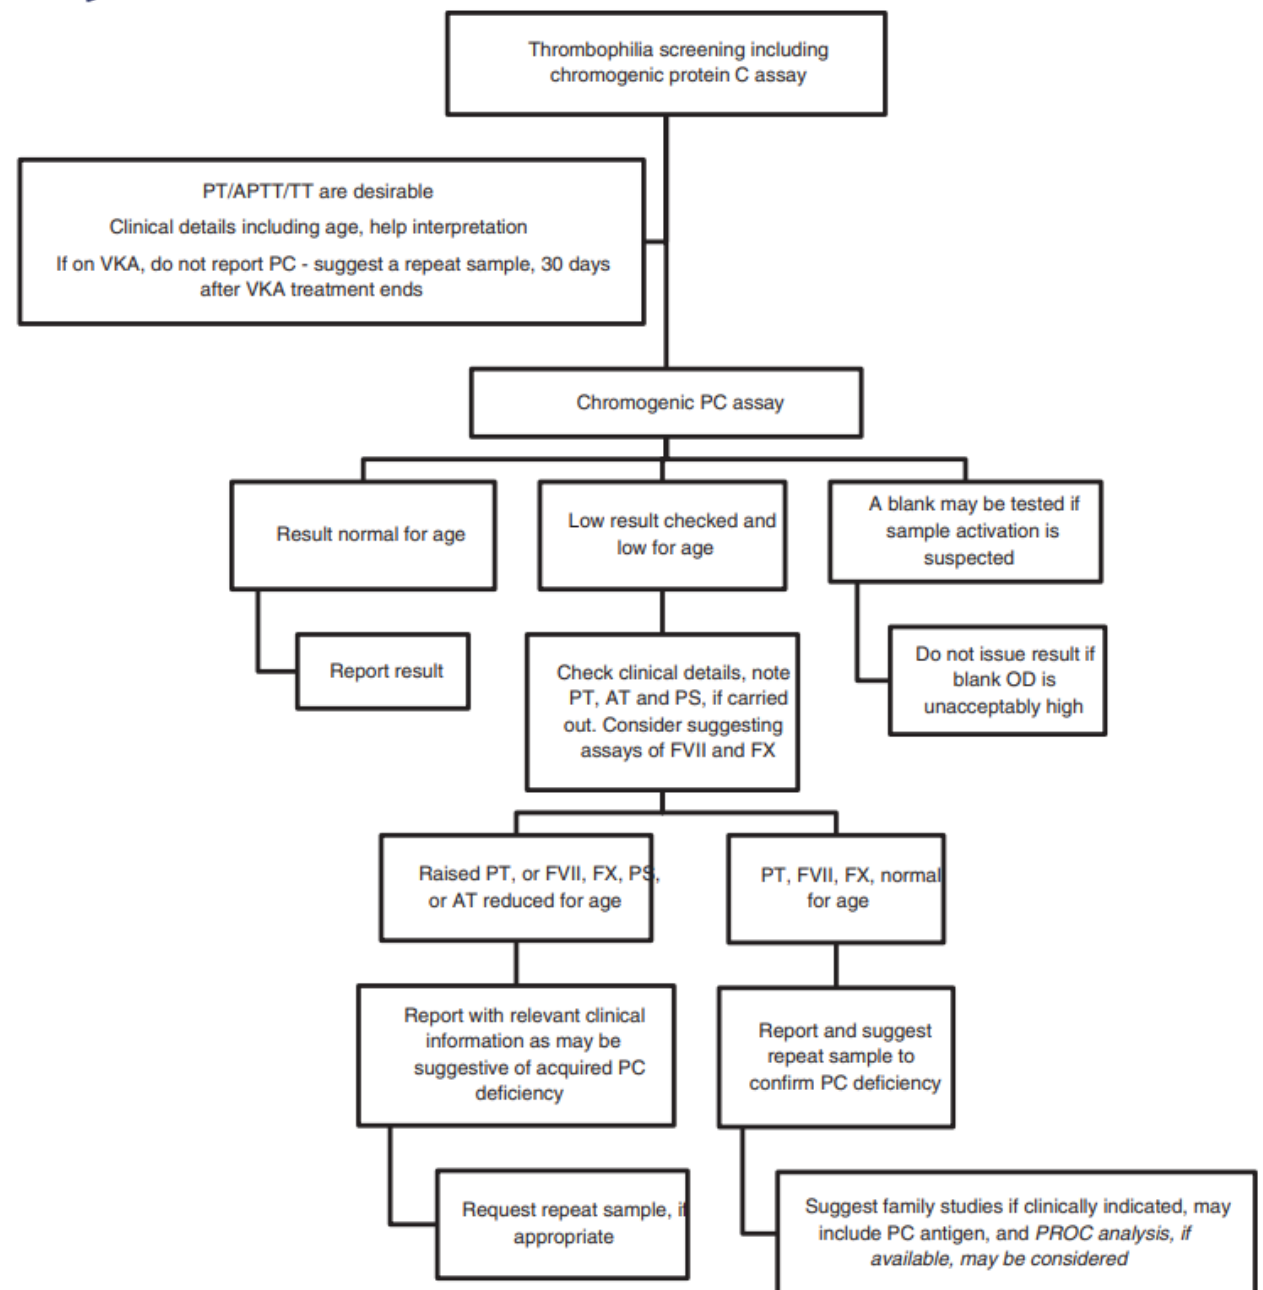 Thrombophilia screening including
chromogenic protein C assay
PT/APTT/TT are desirable
Clinical details including age, help interpretation
If on VKA, do not report PC - suggest a repeat sample, 30 days
after VKA treatment ends
Chromogenic PC assay
Result normal for age
Low result checked and
low for age
A blank may be tested if
sample activation is
suspected
Report result
Check clinical details, note
PT, AT and PS, if carried
out. Consider suggesting
assays of FVII and FX
Do not issue result if
blank OD is
unacceptably high
Raised PT, or FVII, FX, PS,
or AT reduced for age
PT, FVII, FX, normal
for age
Report with relevant clinical
information as may be
suggestive of acquired PC
deficiency
Report and suggest
repeat sample to
confirm PC deficiency
Request repeat sample, if
appropriate
Suggest family studies if clinically indicated, may
include PC antigen, and PROC analysis, if
available, may be considered